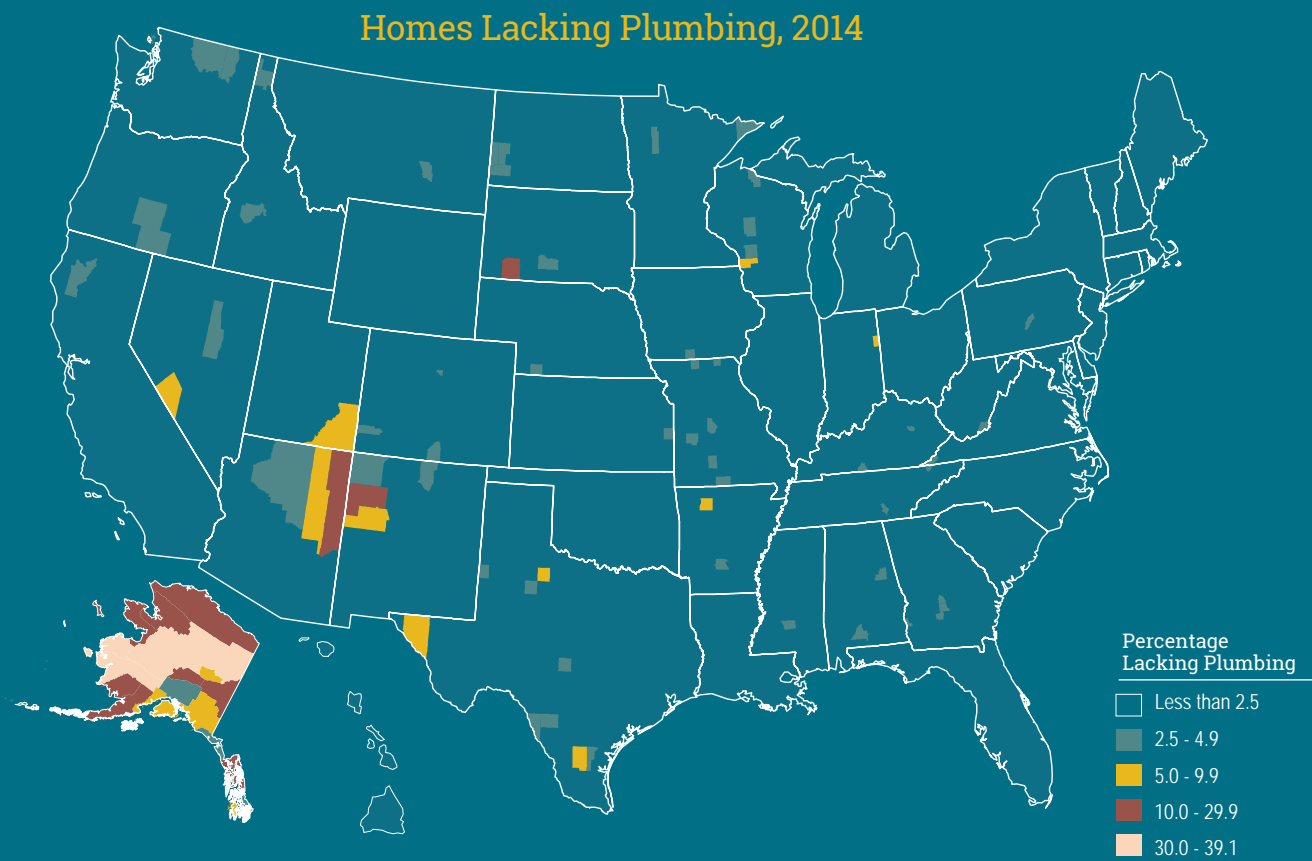 Homes Lacking Plumbing, 2014
Percentage
Lacking Plumbing
Less than 2.5
2.5 - 4.9
5.0 - 9.9
10.0 - 29.9
30.0 - 39.1